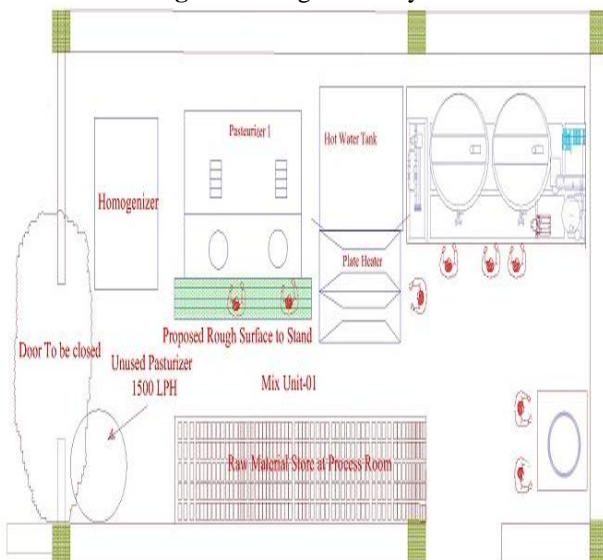 Pasteurizer 1
Hot Water Tank
Homogenizer
Plate Heater
Proposed Rough Surface to Stand
Door To be closed
Unused Pasturizer
1500 LPH
Mix Unit-01
Raw Material Store at Process Room